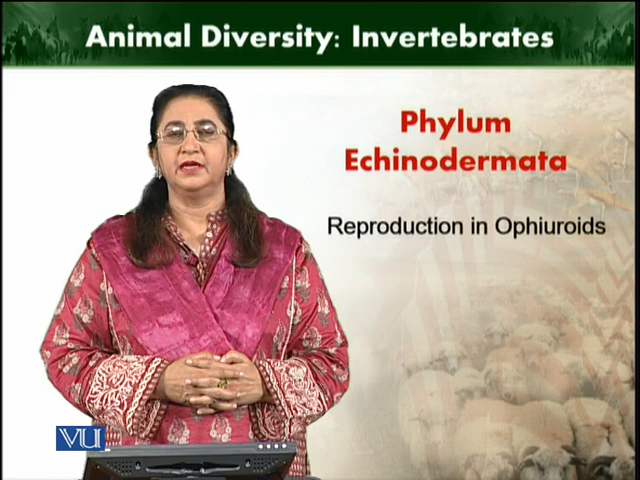 Animal Diversity: Invertebrates
Phylum
Echinodermata
Reproduction in Ophiuroids
VU